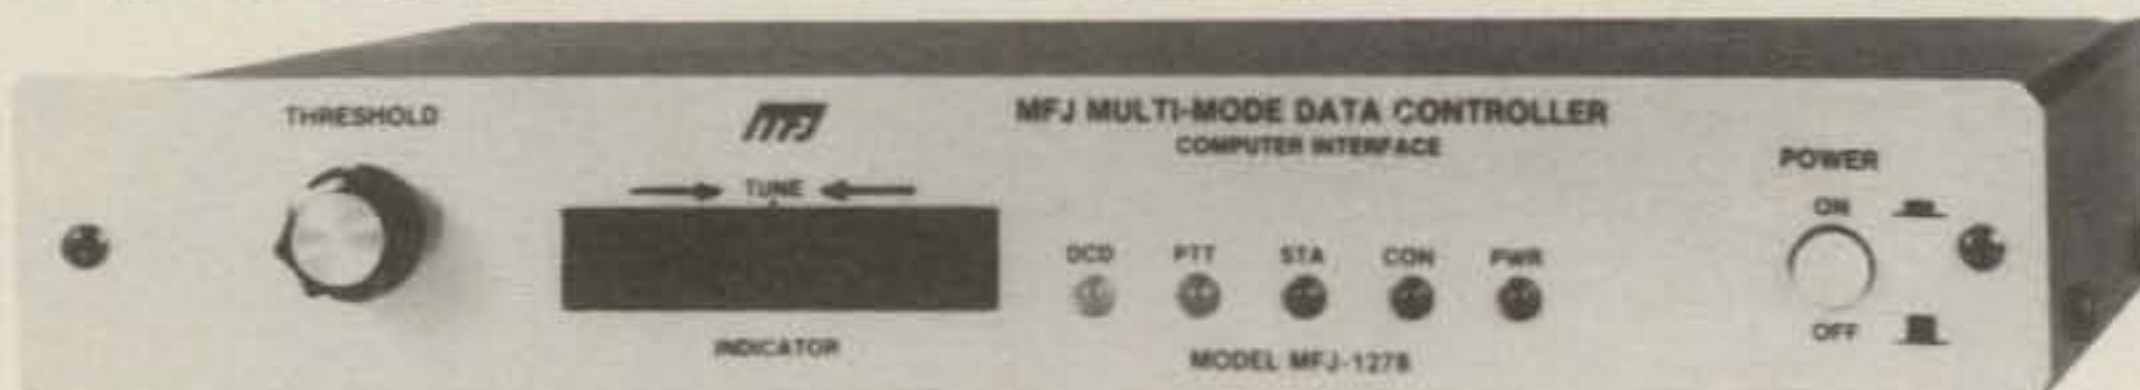 THRESHOLD
MFJ
TUNE
INDICATOR
MFJ MULTI-MODE DATA CONTROLLER
COMPUTER INTERFACE
DCD PTT STA CON PWR
MODEL MFJ-1278
POWER
ON
OFF